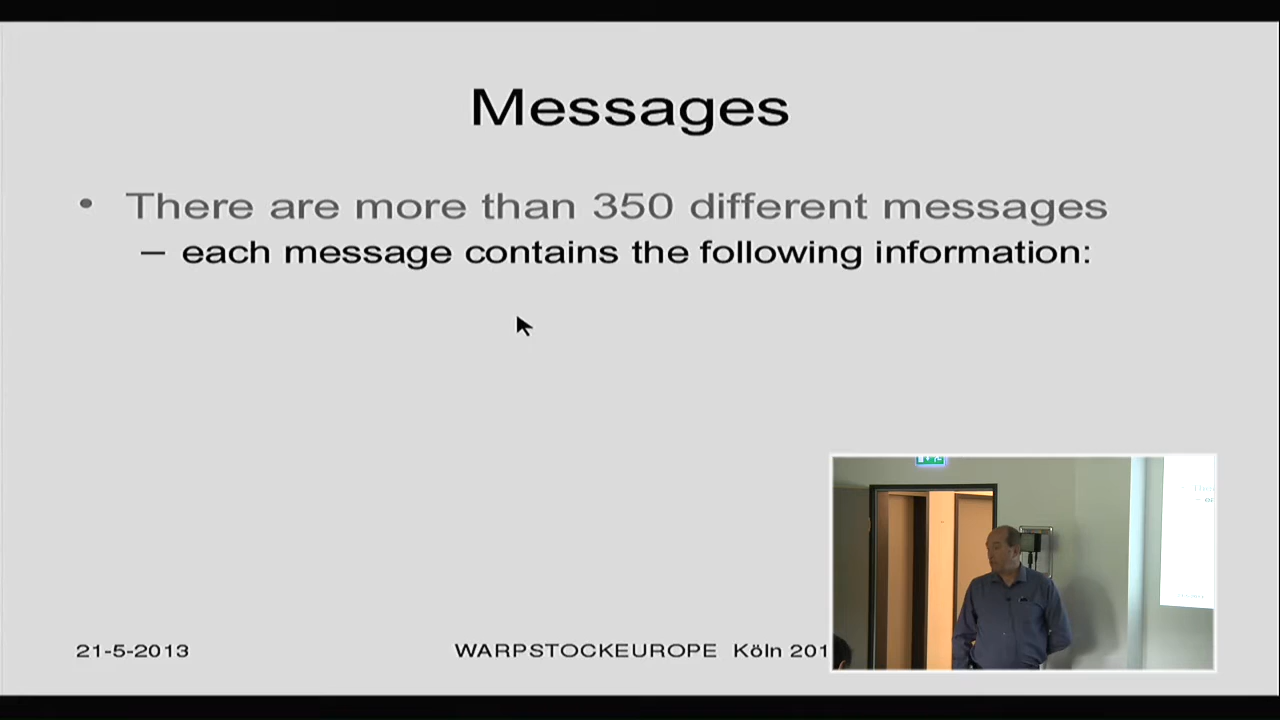 Messages
• There are more than 350 different messages
– each message contains the following information:
21-5-2013
WARPSTOCKEUROPE Köln 201